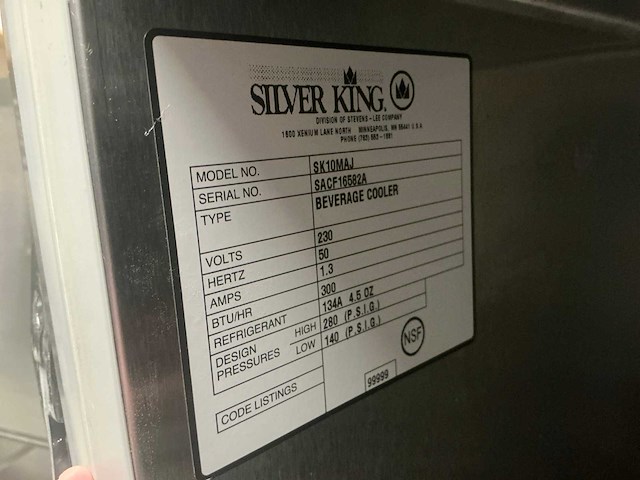 SILVER KING.
DIVISION OF STEVENS - LEE COMPANY
1600 XENIUM LANE NORTH MINNEAPOLIS, MN 55441 U.S.A
MODEL NO. SK10MAJ
SERIAL NO. SACF16582A
TYPE BEVERAGE COOLER
VOLTS 230
HERTZ 50
AMPS 1.3
BTU/HR 300
REFRIGERANT 134A 4.5 OZ
DESIGN PRESSURES HIGH 280 (P.S.I.G.)
LOW 140 (P.S.I.G.)
NSF
CODE LISTINGS 99999